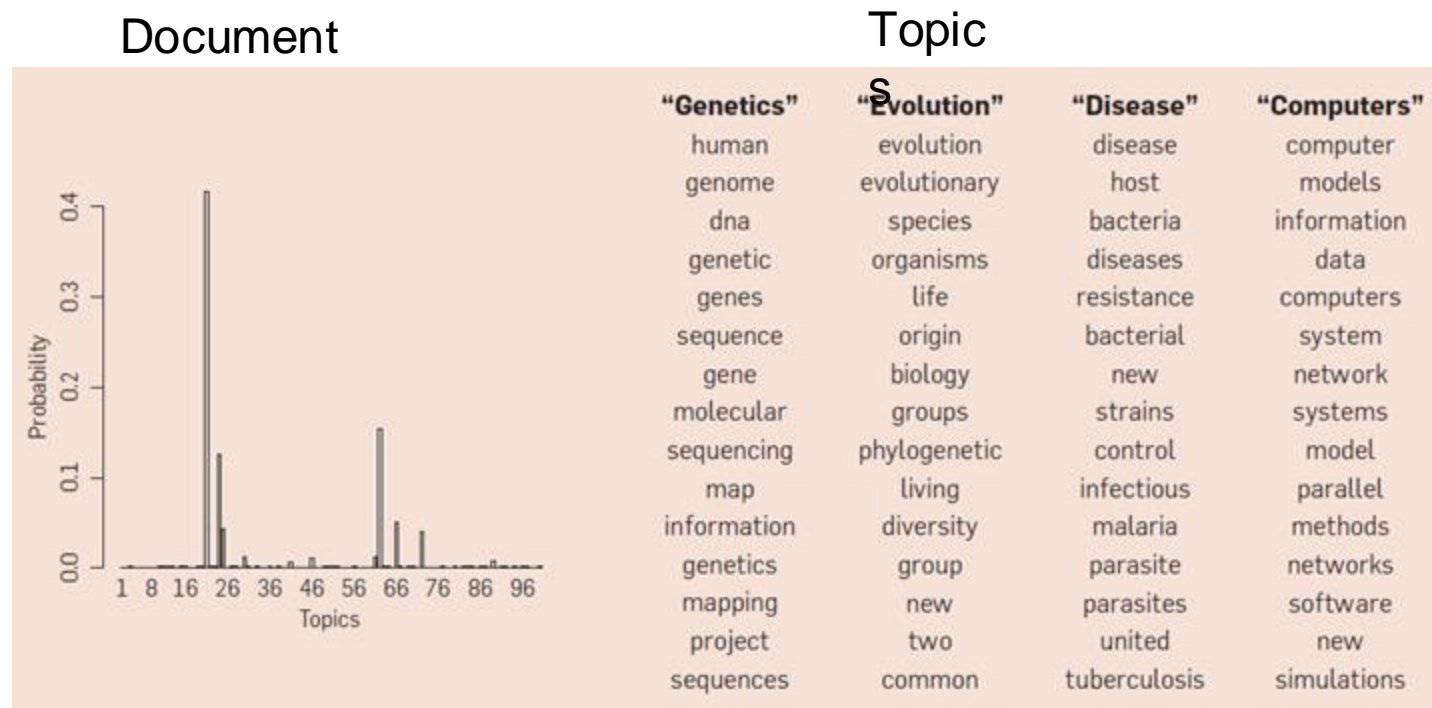 Document
Topic
s
“Genetics” “Evolution” “Disease” “Computers”
human evolution disease computer
genome evolutionary host models
dna species bacteria information
genetic organisms diseases data
genes life resistance computers
sequence origin bacterial system
gene biology new network
molecular groups strains systems
sequencing phylogenetic control model
map living infectious parallel
information diversity malaria methods
genetics group parasite networks
mapping new parasites software
project two united new
sequences common tuberculosis simulations
Probability
0.4
0.3
0.2
0.1
0.0
1 8 16 26 36 46 56 66 76 86 96
Topics